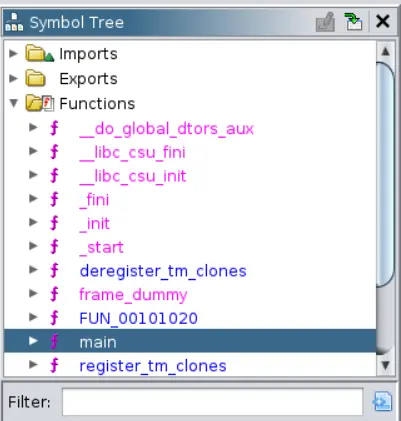 Symbol Tree
Imports
Exports
Functions
__do_global_dtors_aux
__libc_csu_fini
__libc_csu_init
_fini
_init
_start
deregister_tm_clones
frame_dummy
FUN_00101020
main
register_tm_clones
Filter: